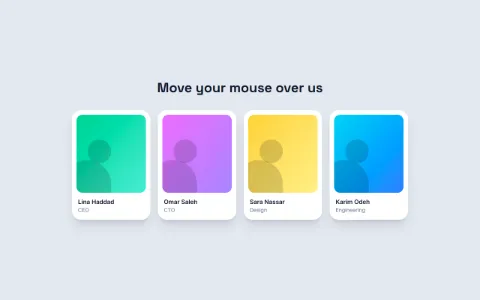 Move your mouse over us
Lina Haddad
CEO
Omar Saleh
CTO
Sara Nassar
Design
Karim Odeh
Engineering